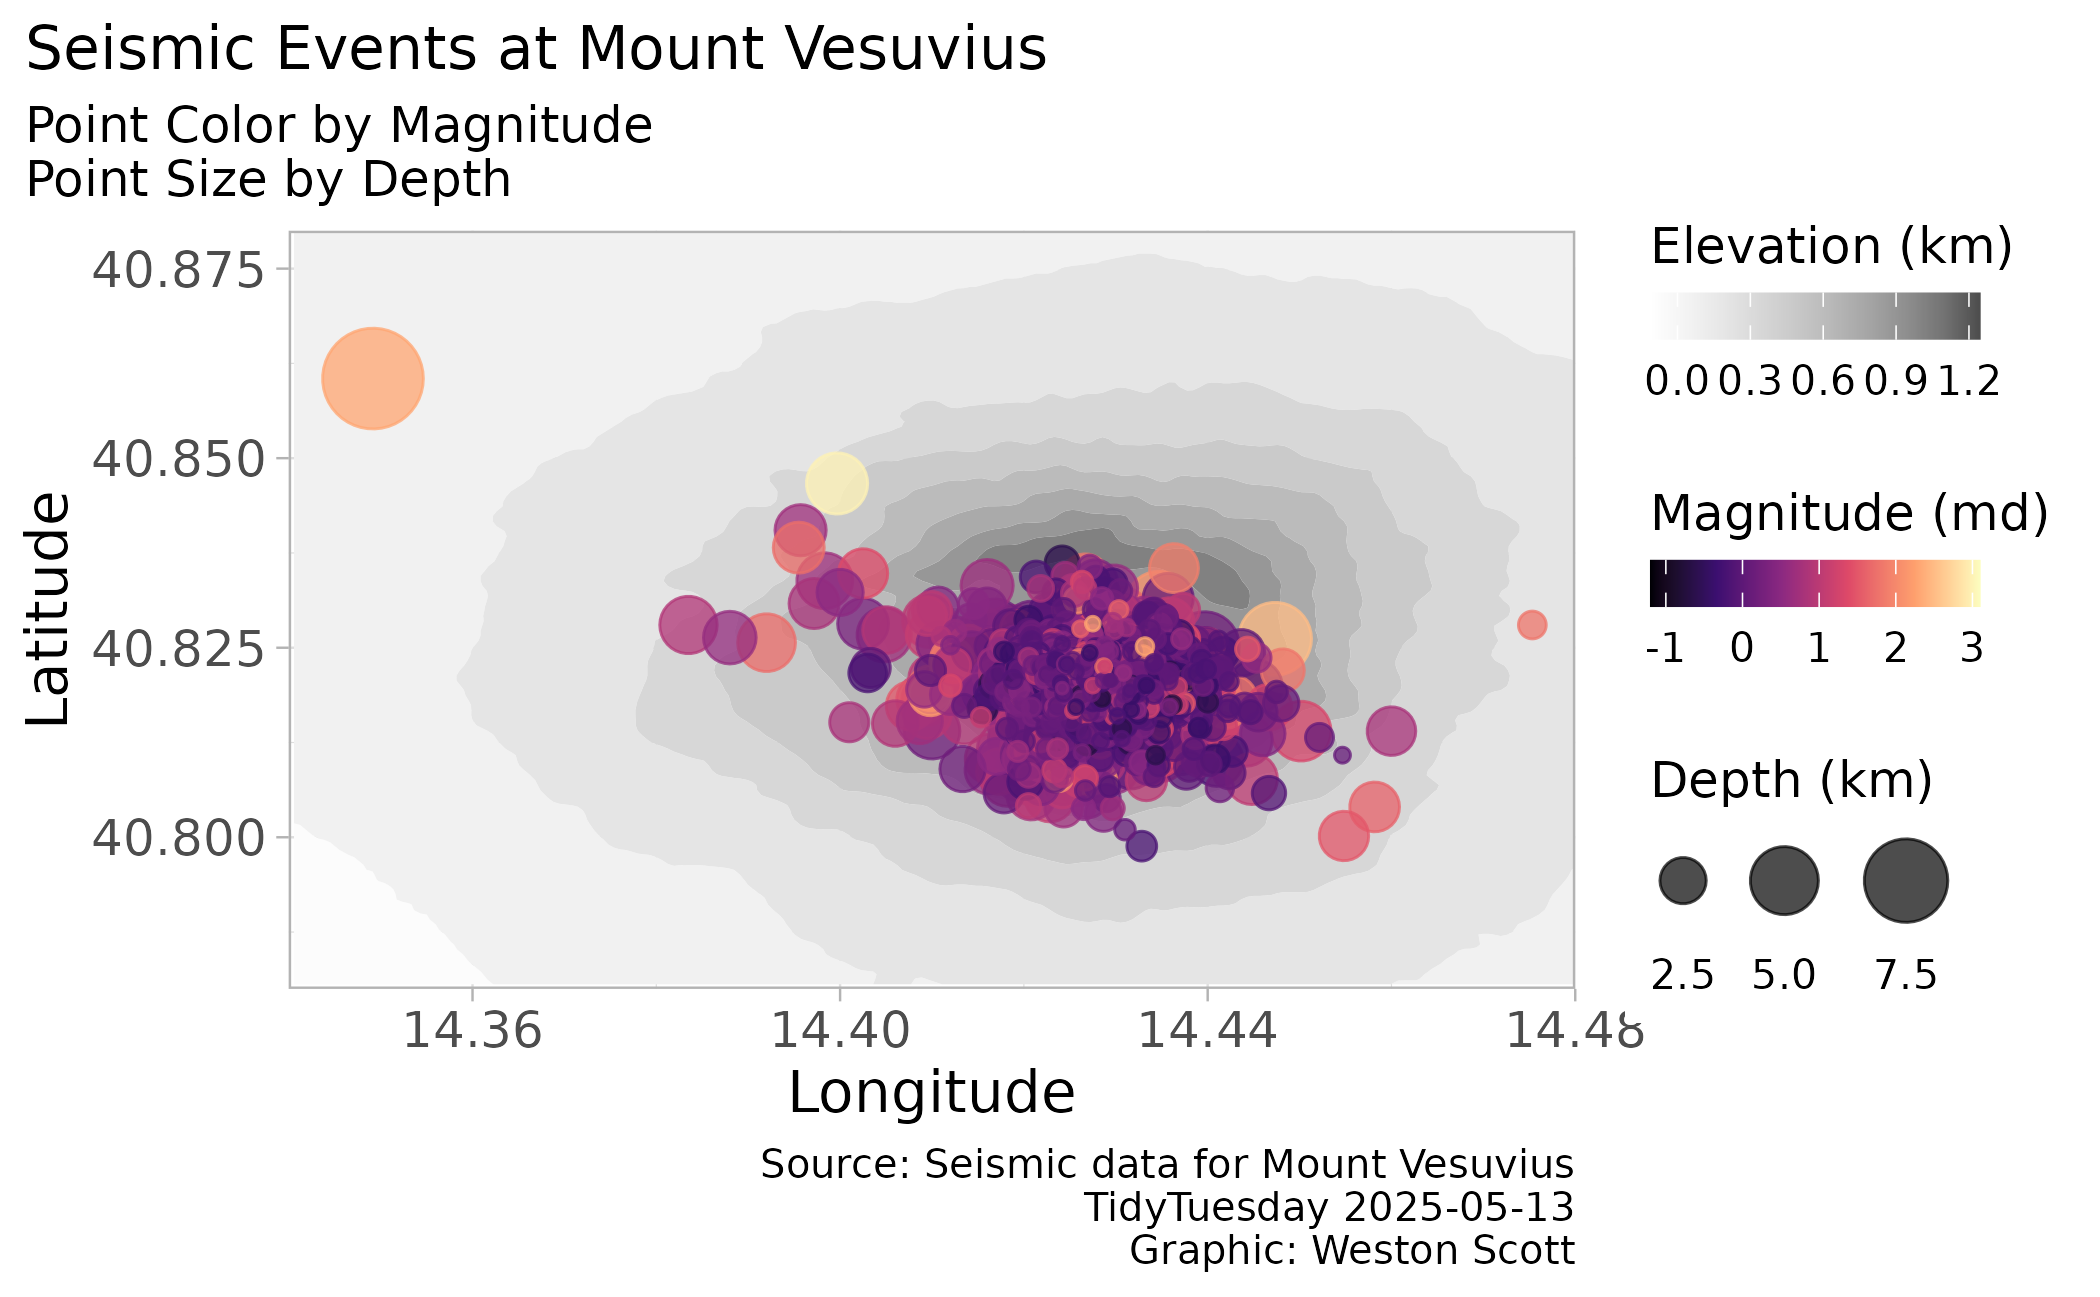 Seismic Events at Mount Vesuvius
Point Color by Magnitude
Point Size by Depth
Latitude
40.875
40.850
40.825
40.800
14.36 14.40 14.44 14.48
Longitude
Elevation (km)
0.0 0.3 0.6 0.9 1.2
Magnitude (md)
-1 0 1 2 3
Depth (km)
2.5 5.0 7.5
Source: Seismic data for Mount Vesuvius
TidyTuesday 2025-05-13
Graphic: Weston Scott